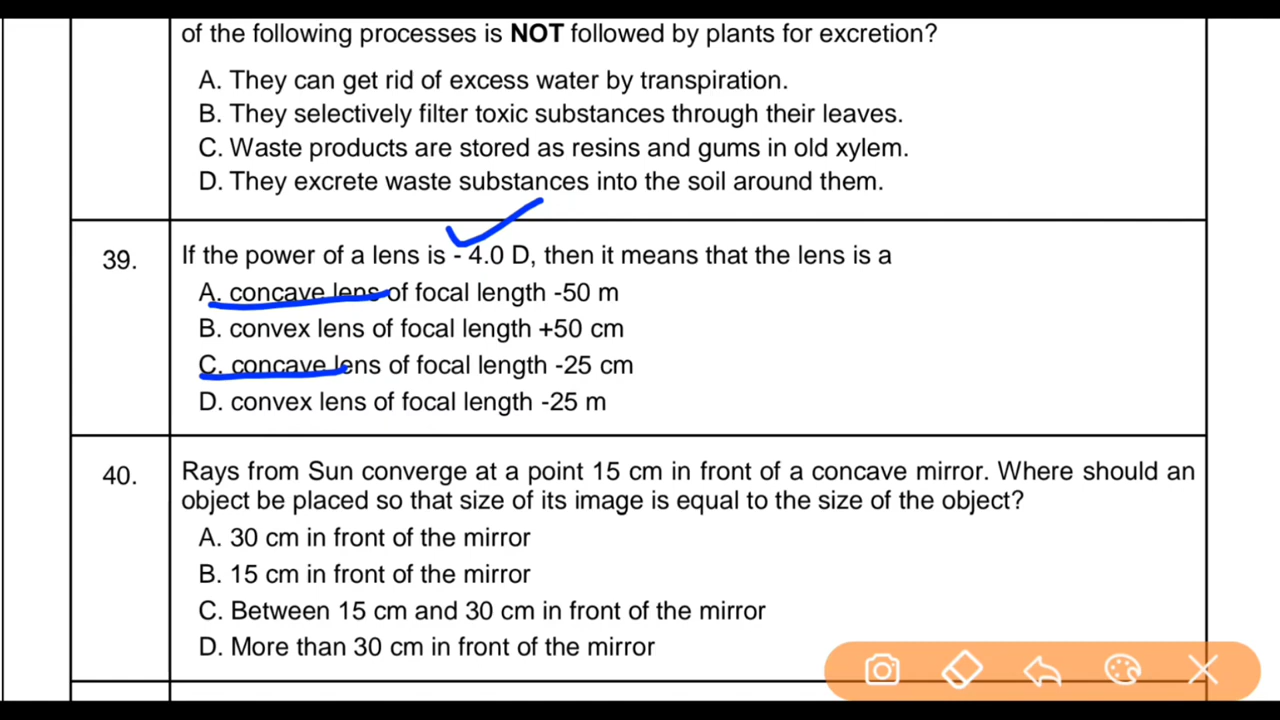 of the following processes is NOT followed by plants for excretion?
A. They can get rid of excess water by transpiration.
B. They selectively filter toxic substances through their leaves.
C. Waste products are stored as resins and gums in old xylem.
D. They excrete waste substances into the soil around them.
39. If the power of a lens is - 4.0 D, then it means that the lens is a
A. concave lens of focal length -50 m
B. convex lens of focal length +50 cm
C. concave lens of focal length -25 cm
D. convex lens of focal length -25 m
40. Rays from Sun converge at a point 15 cm in front of a concave mirror. Where should an
object be placed so that size of its image is equal to the size of the object?
A. 30 cm in front of the mirror
B. 15 cm in front of the mirror
C. Between 15 cm and 30 cm in front of the mirror
D. More than 30 cm in front of the mirror